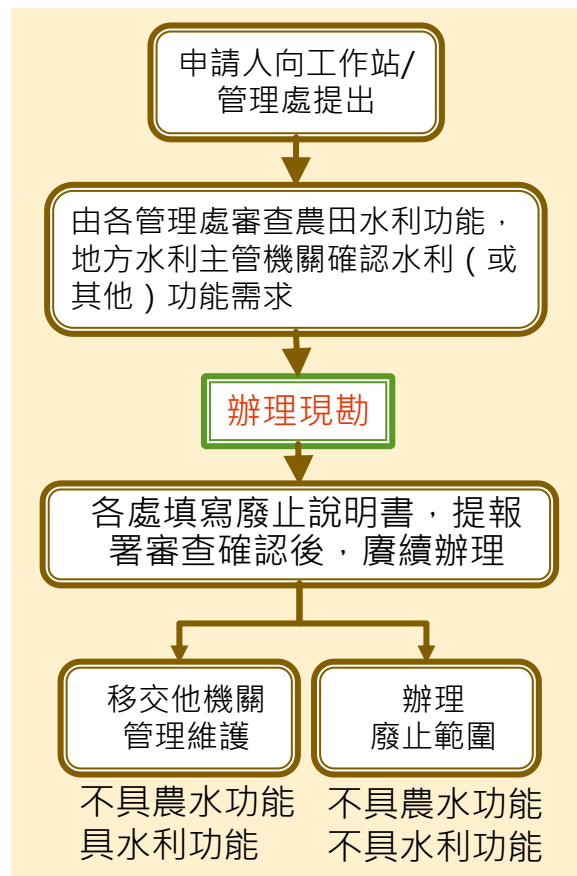 申請人向工作站/
管理處提出
由各管理處審查農田水利功能，
地方水利主管機關確認水利（或
其他）功能需求
辦理現勘
各處填寫廢止說明書，提報
署審查確認後，賡續辦理
移交他機關
管理維護
辦理
廢止範圍
不具農水功能
具水利功能
不具農水功能
不具水利功能